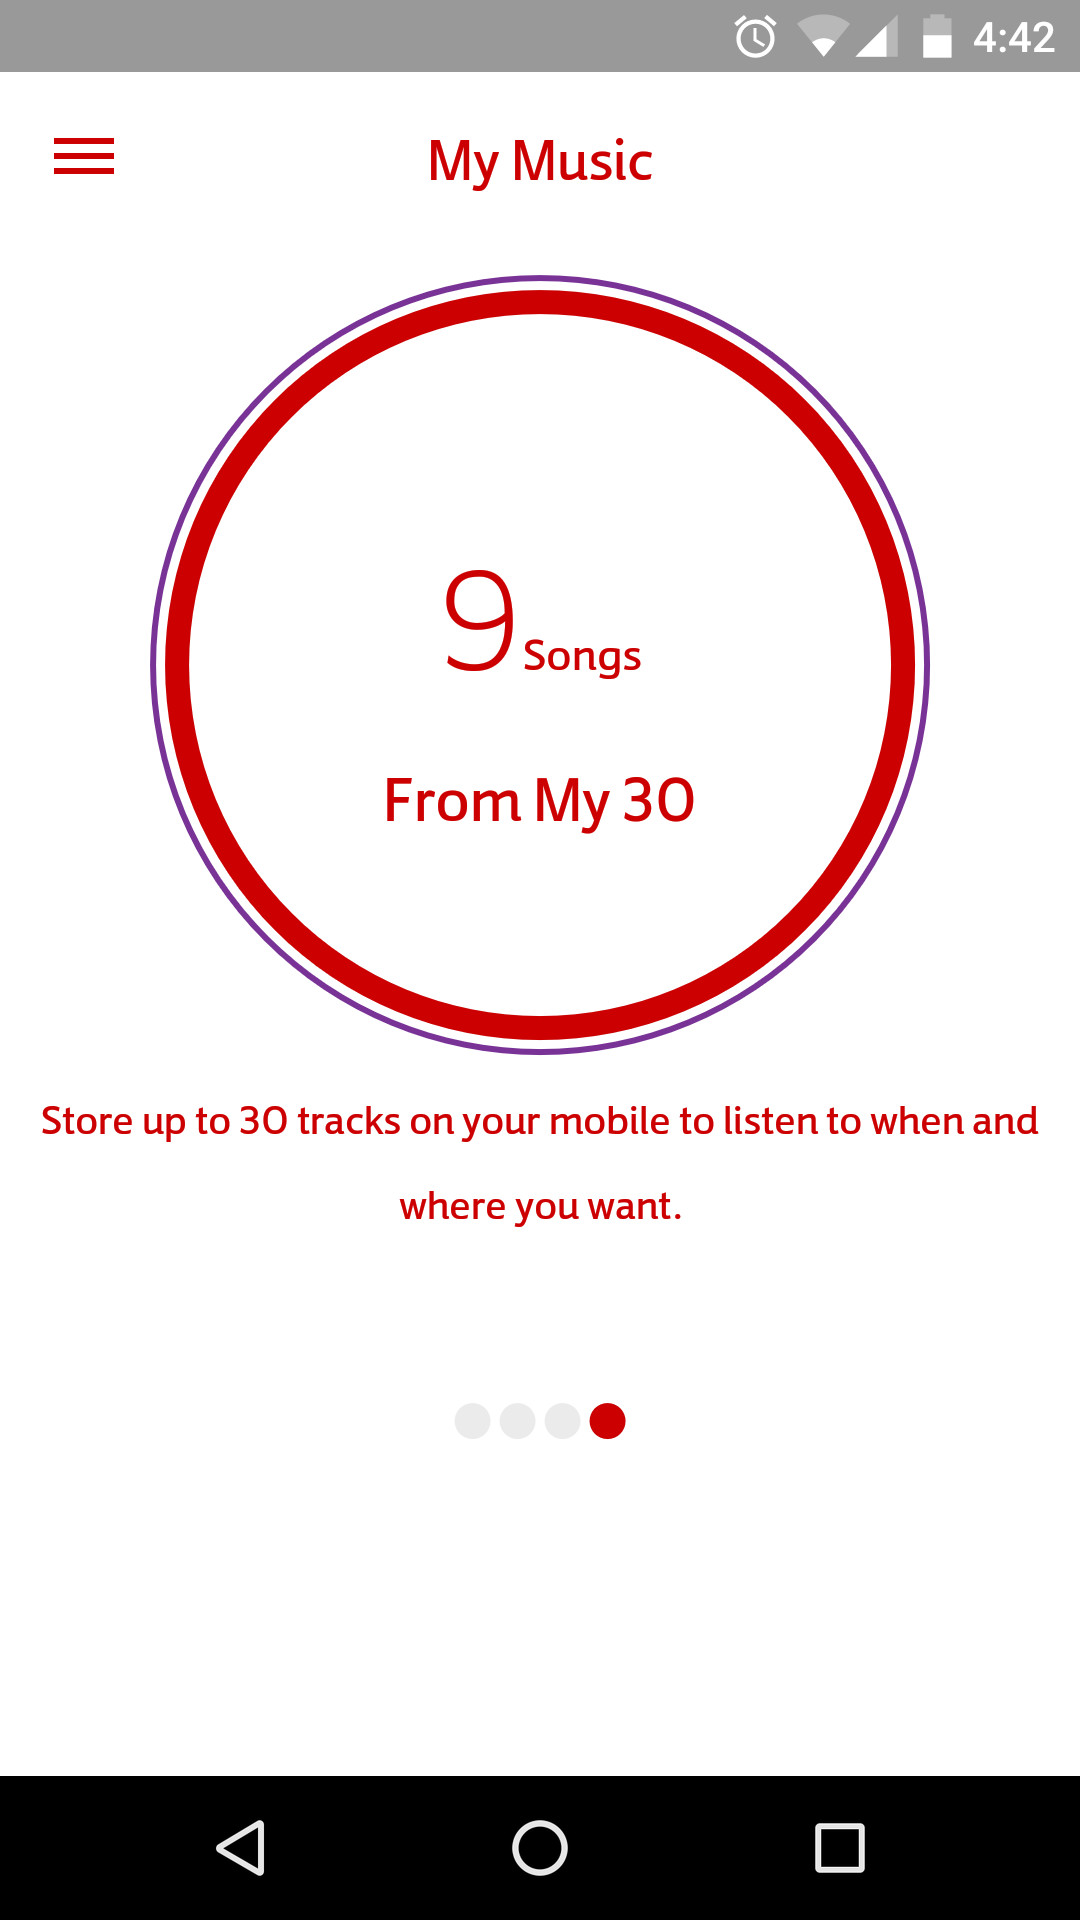 4:42
My Music
9 Songs
From My 30
Store up to 30 tracks on your mobile to listen to when and
where you want.